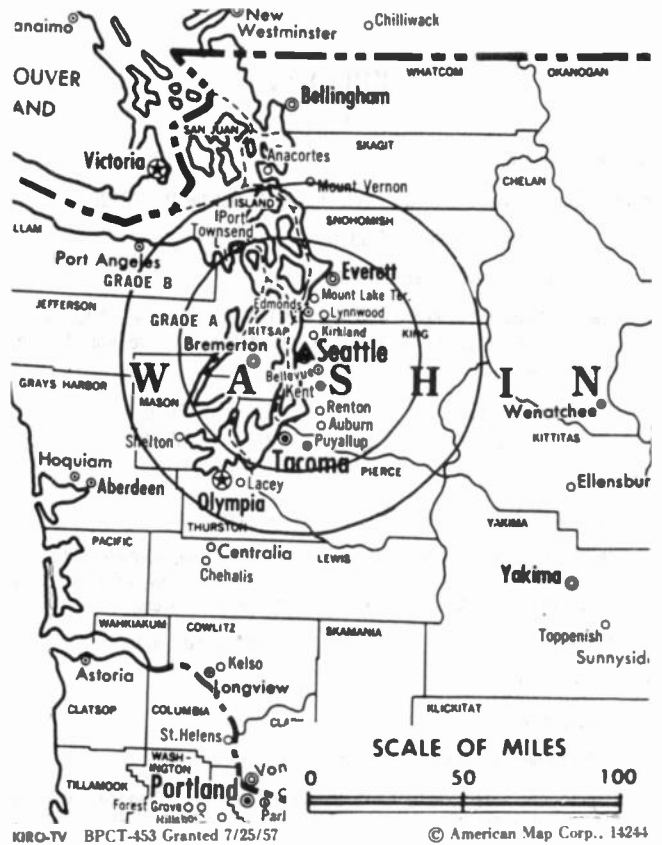 anaimo
New
Westminster
Chilliwack
OUVER
AND
WHATCOM
OKANOGAN
Bellingham
SAN JUAN
SKAGIT
Victoria
Anacortes
CHELAN
Mount Vernon
ISLAND
SNOHOMISH
Port
Townsend
LLAM
Port Angeles
Everett
GRADE B
Mount Lake Ter.
JEFFERSON
Edmonds
Lynnwood
GRADE A
KITSAP
Kirkland
KING
Bremerton
Seattle
W A S H I N
Bellevue
GRAYS HARBOR
Kent
MASON
Renton
Wenatchee
Auburn
Shelton
Puyallup
KITTITAS
Tacoma
Hoquiam
PIERCE
Aberdeen
Lacey
Ellensbur
Olympia
THURSTON
YAKIMA
PACIFIC
Centralia
LEWIS
Chehalis
Yakima
WAHKIAKUM
COWLITZ
SKAMANIA
Toppenish
Sunnysid
Astoria
Kelso
Longview
CLATSOP
COLUMBIA
KLICKITAT
St. Helens
SCALE OF MILES
WASH-
INGTON
Van
TILLAMOOK
Portland
0 50 100
Forest Grove
KIRO-TV BPCT-453 Granted 7/25/57
© American Map Corp., 14244